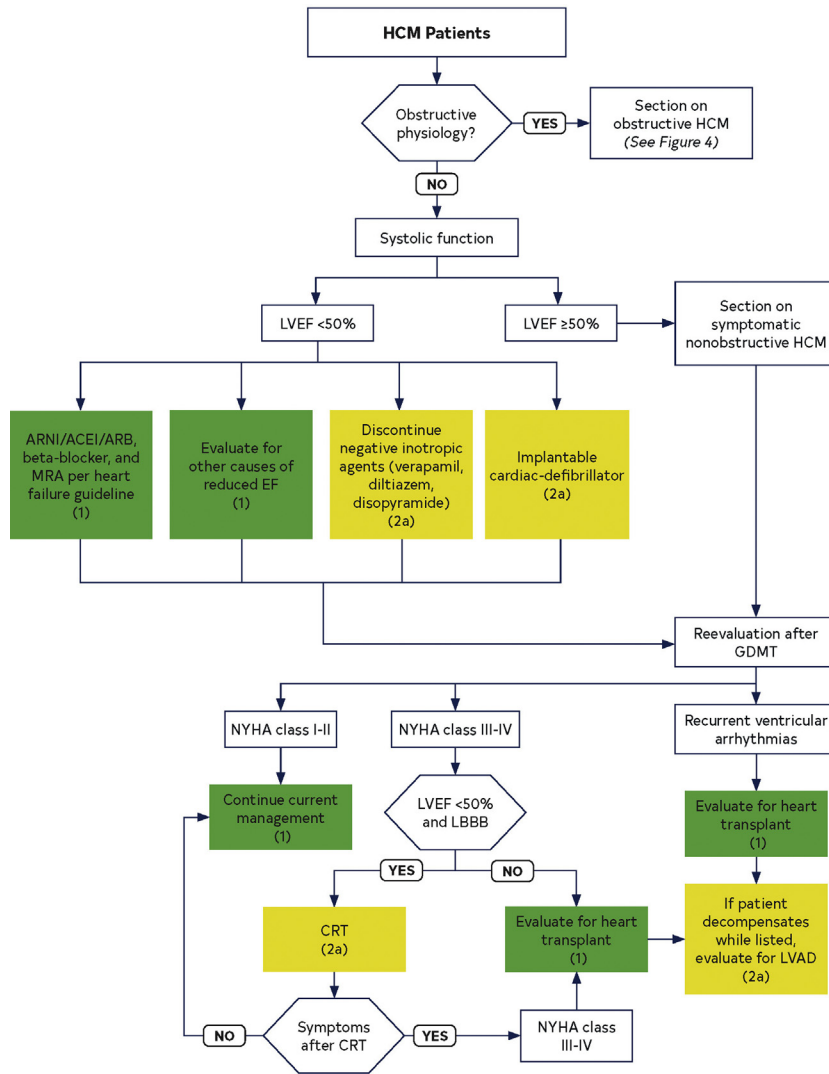 HCM Patients
Obstructive
physiology?
YES
Section on
obstructive HCM
(See Figure 4)
NO
Systolic function
LVEF <50%
LVEF ≥50%
Section on
symptomatic
nonobstructive HCM
ARNI/ACEI/ARB,
beta-blocker, and
MRA per heart
failure guideline
(1)
Evaluate for
other causes of
reduced EF
(1)
Discontinue
negative inotropic
agents (verapamil,
diltiazem,
disopyramide)
(2a)
Implantable
cardiac-defibrillator
(2a)
Reevaluation after
GDMT
NYHA class I-II
NYHA class III-IV
Recurrent ventricular
arrhythmias
Continue current
management
(1)
LVEF <50%
and LBBB
Evaluate for heart
transplant
(1)
YES
NO
CRT
(2a)
Evaluate for heart
transplant
(1)
If patient
decompensates
while listed,
evaluate for LVAD
(2a)
NO
Symptoms
after CRT
YES
NYHA class
III-IV